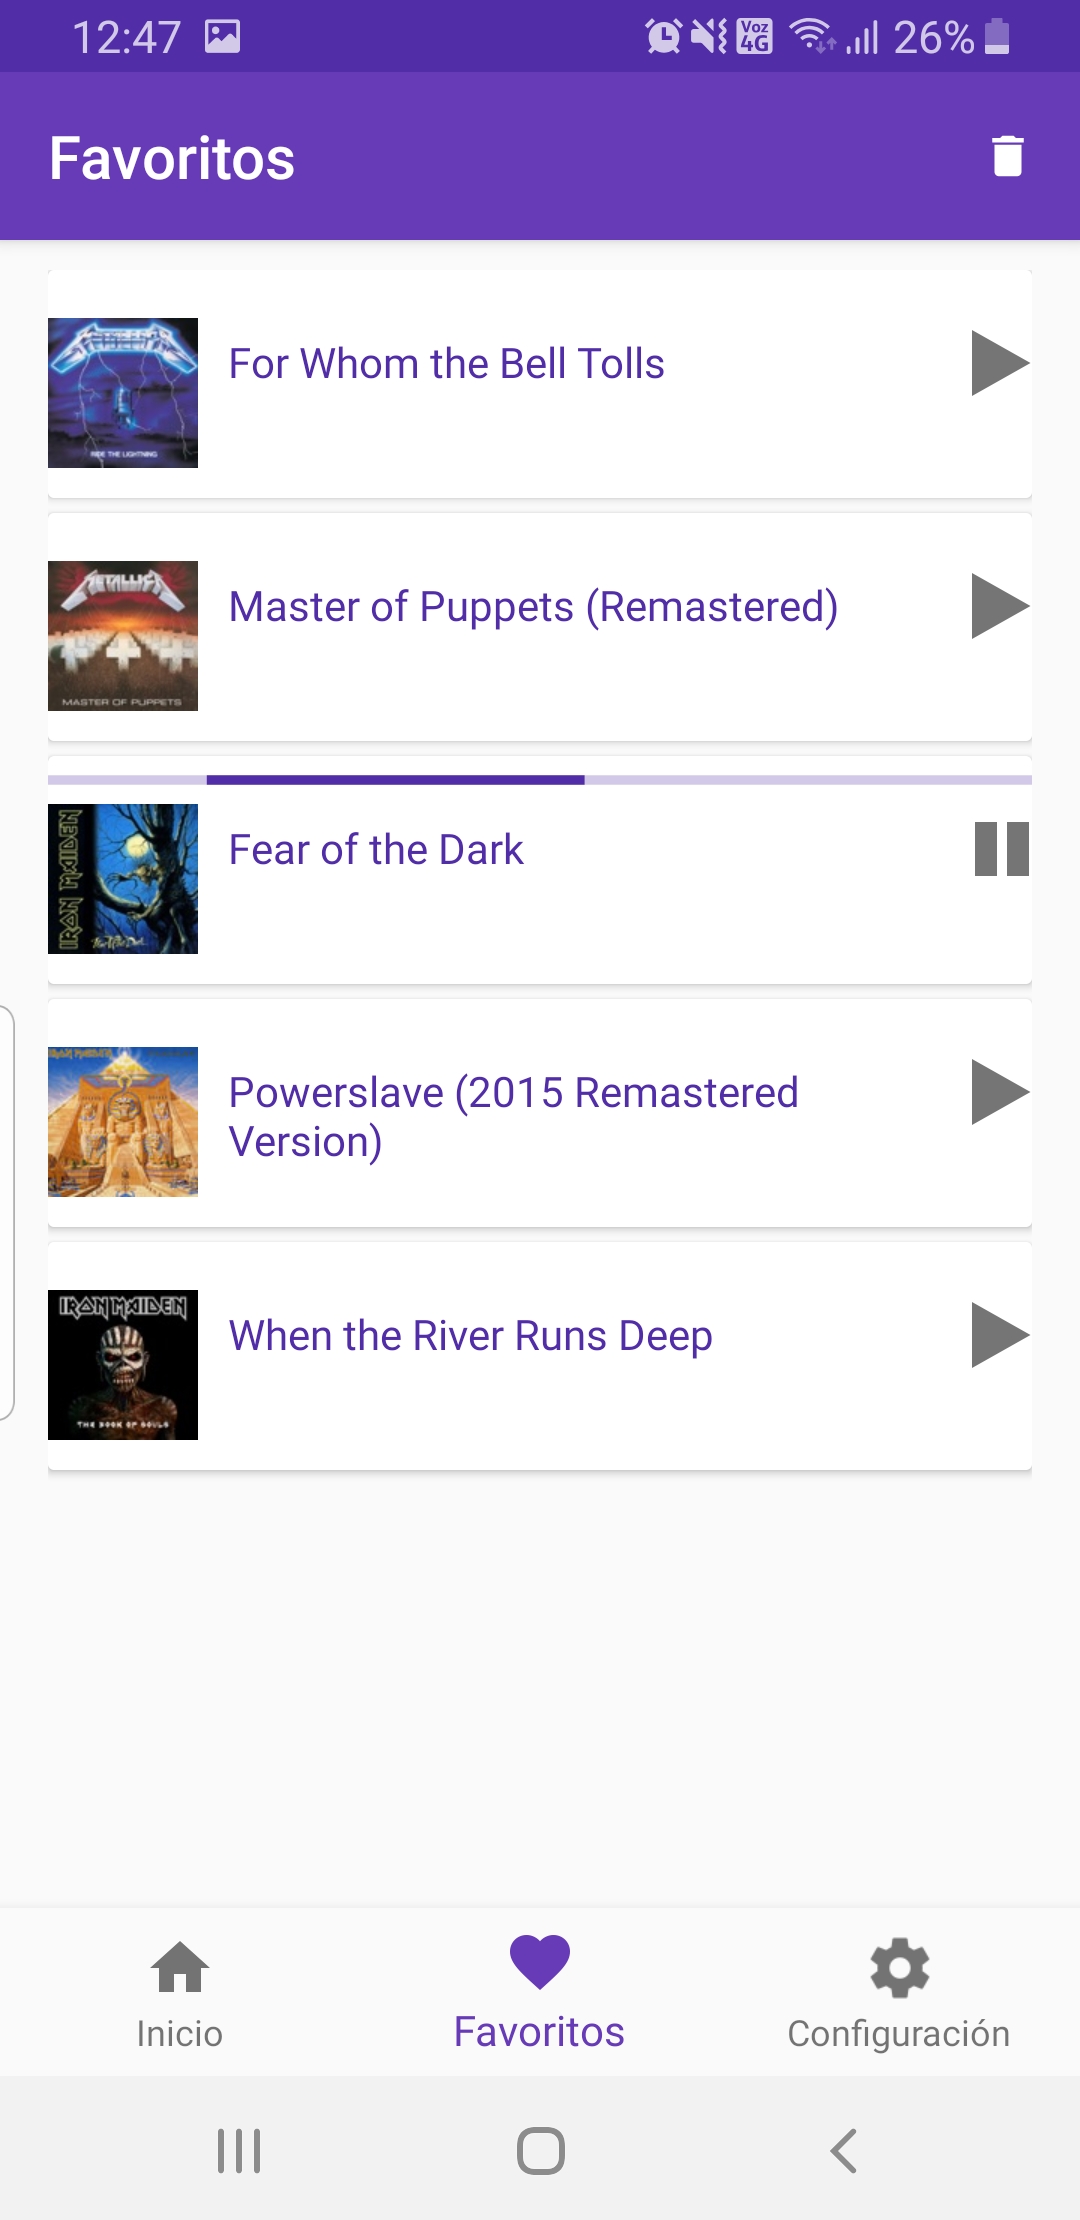 12:47
Voz
4G
26%
Favoritos
RIDE THE LIGHTNING
For Whom the Bell Tolls
METALLICA
MASTER OF PUPPETS
Master of Puppets (Remastered)
IRON MAIDEN
Fear of the Dark
IRON MAIDEN
Powerslave (2015 Remastered
Version)
IRON MAIDEN
THE BOOK OF SOULS
When the River Runs Deep
Inicio
Favoritos
Configuración